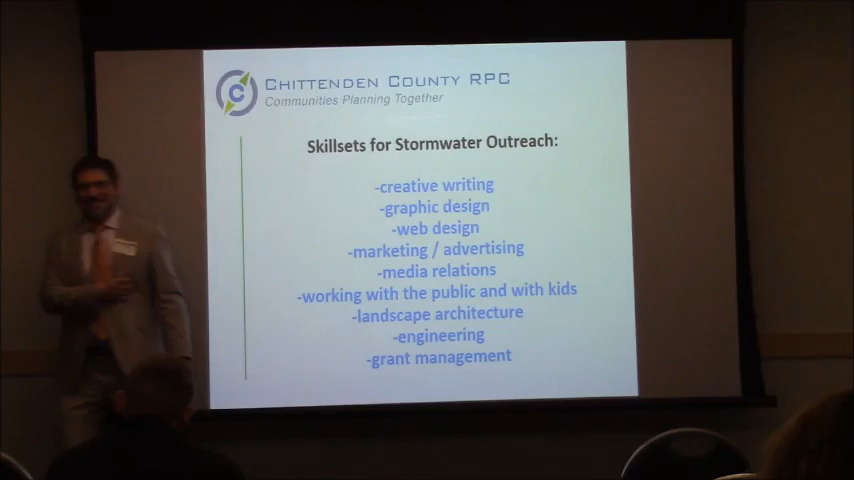 CHITTENDEN COUNTY RPC
Communities Planning Together
C
Skillsets for Stormwater Outreach:
-creative writing
-graphic design
-web design
-marketing / advertising
-media relations
-working with the public and with kids
-landscape architecture
-engineering
-grant management